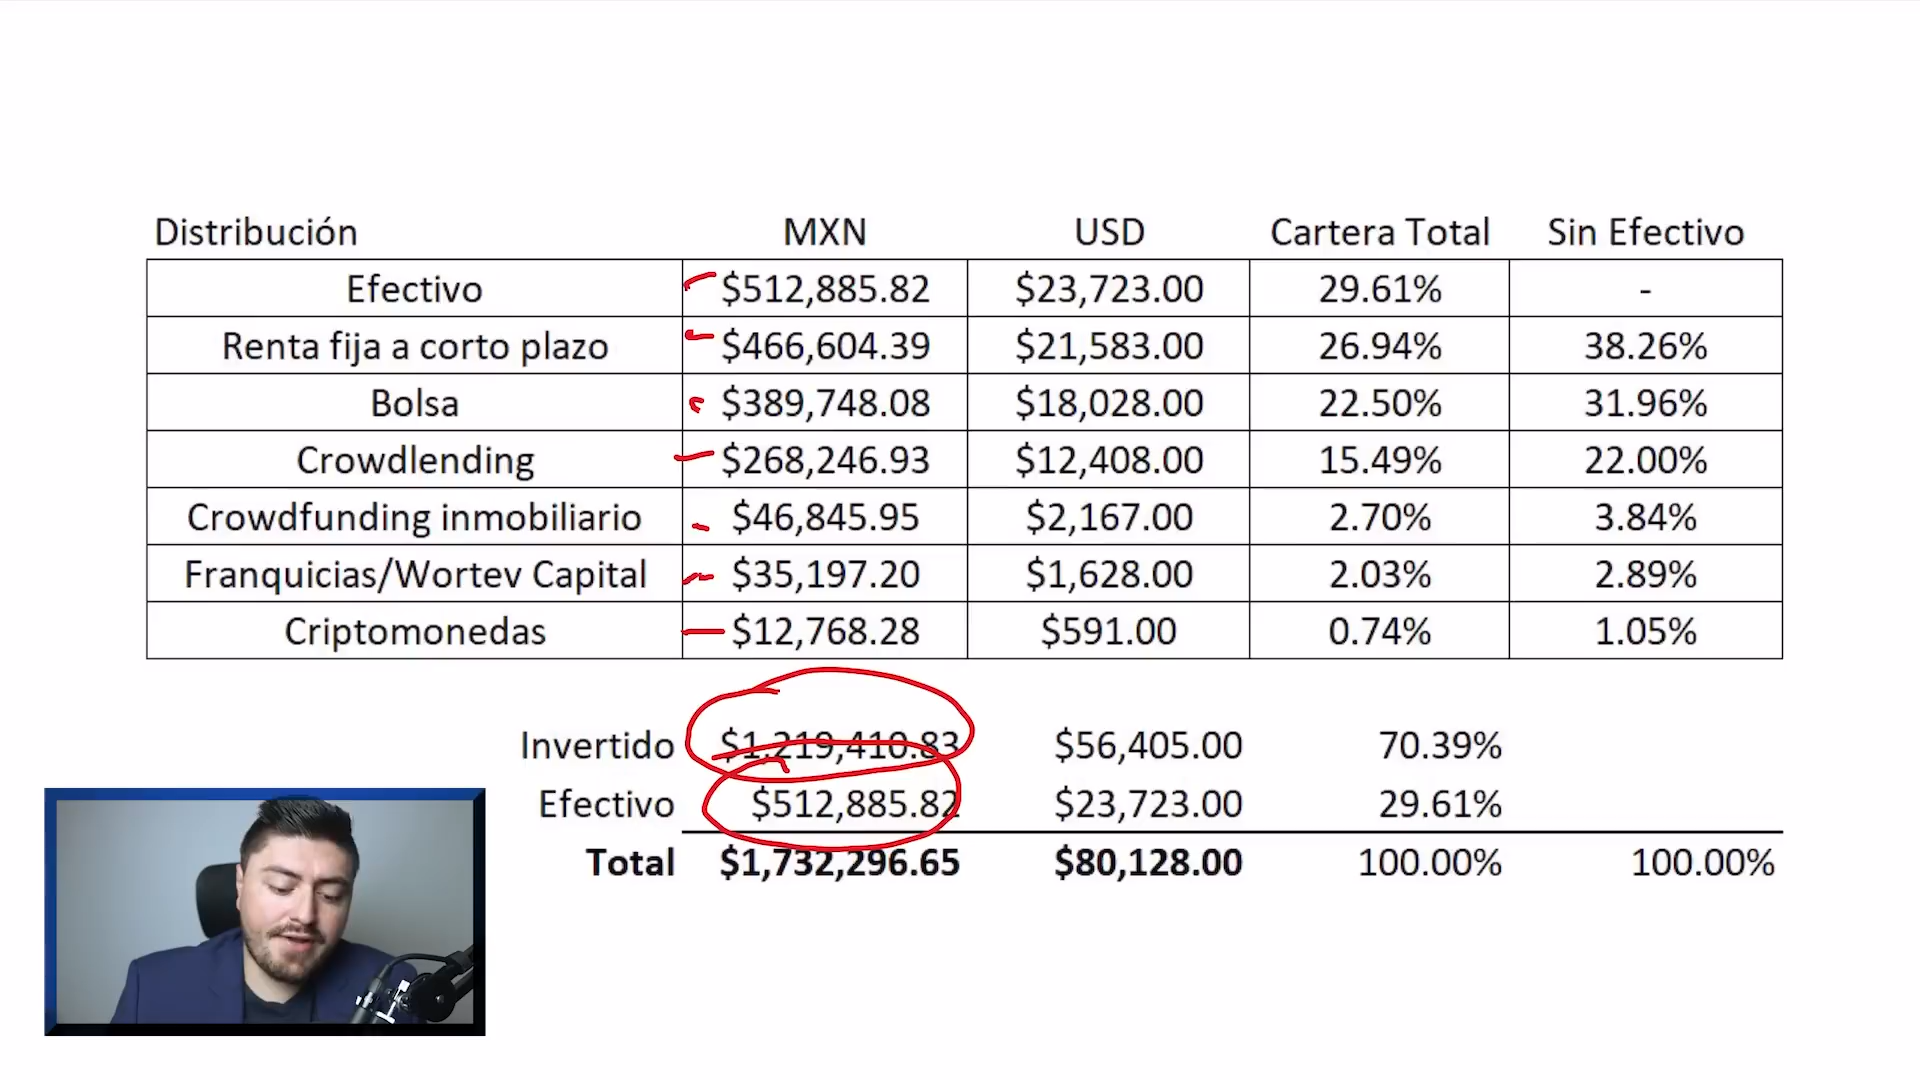 Distribución MXN USD Cartera Total Sin Efectivo
Efectivo $512,885.82 $23,723.00 29.61% -
Renta fija a corto plazo $466,604.39 $21,583.00 26.94% 38.26%
Bolsa $389,748.08 $18,028.00 22.50% 31.96%
Crowdlending $268,246.93 $12,408.00 15.49% 22.00%
Crowdfunding inmobiliario $46,845.95 $2,167.00 2.70% 3.84%
Franquicias/Wortev Capital $35,197.20 $1,628.00 2.03% 2.89%
Criptomonedas $12,768.28 $591.00 0.74% 1.05%
Invertido $1,219,410.83 $56,405.00 70.39%
Efectivo $512,885.82 $23,723.00 29.61%
Total $1,732,296.65 $80,128.00 100.00% 100.00%